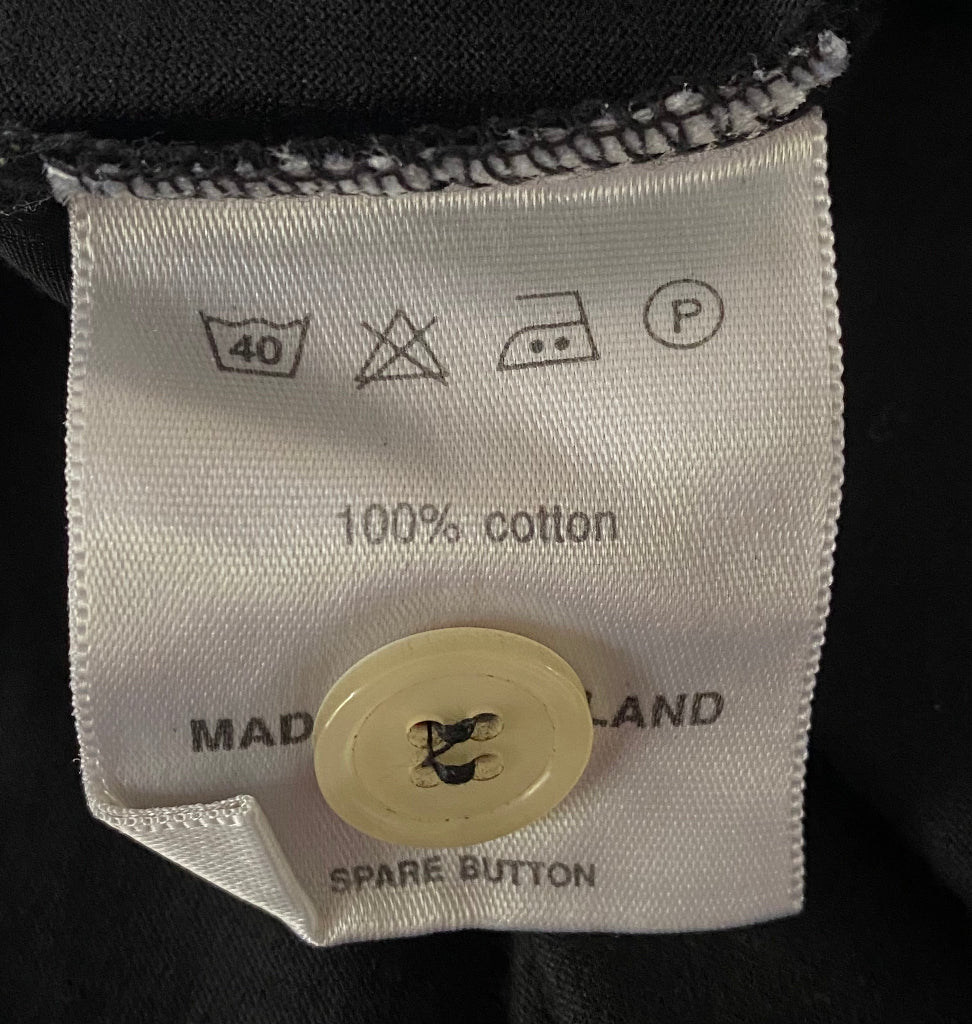 40 P
100% cotton
MAD LAND
SPARE BUTTON